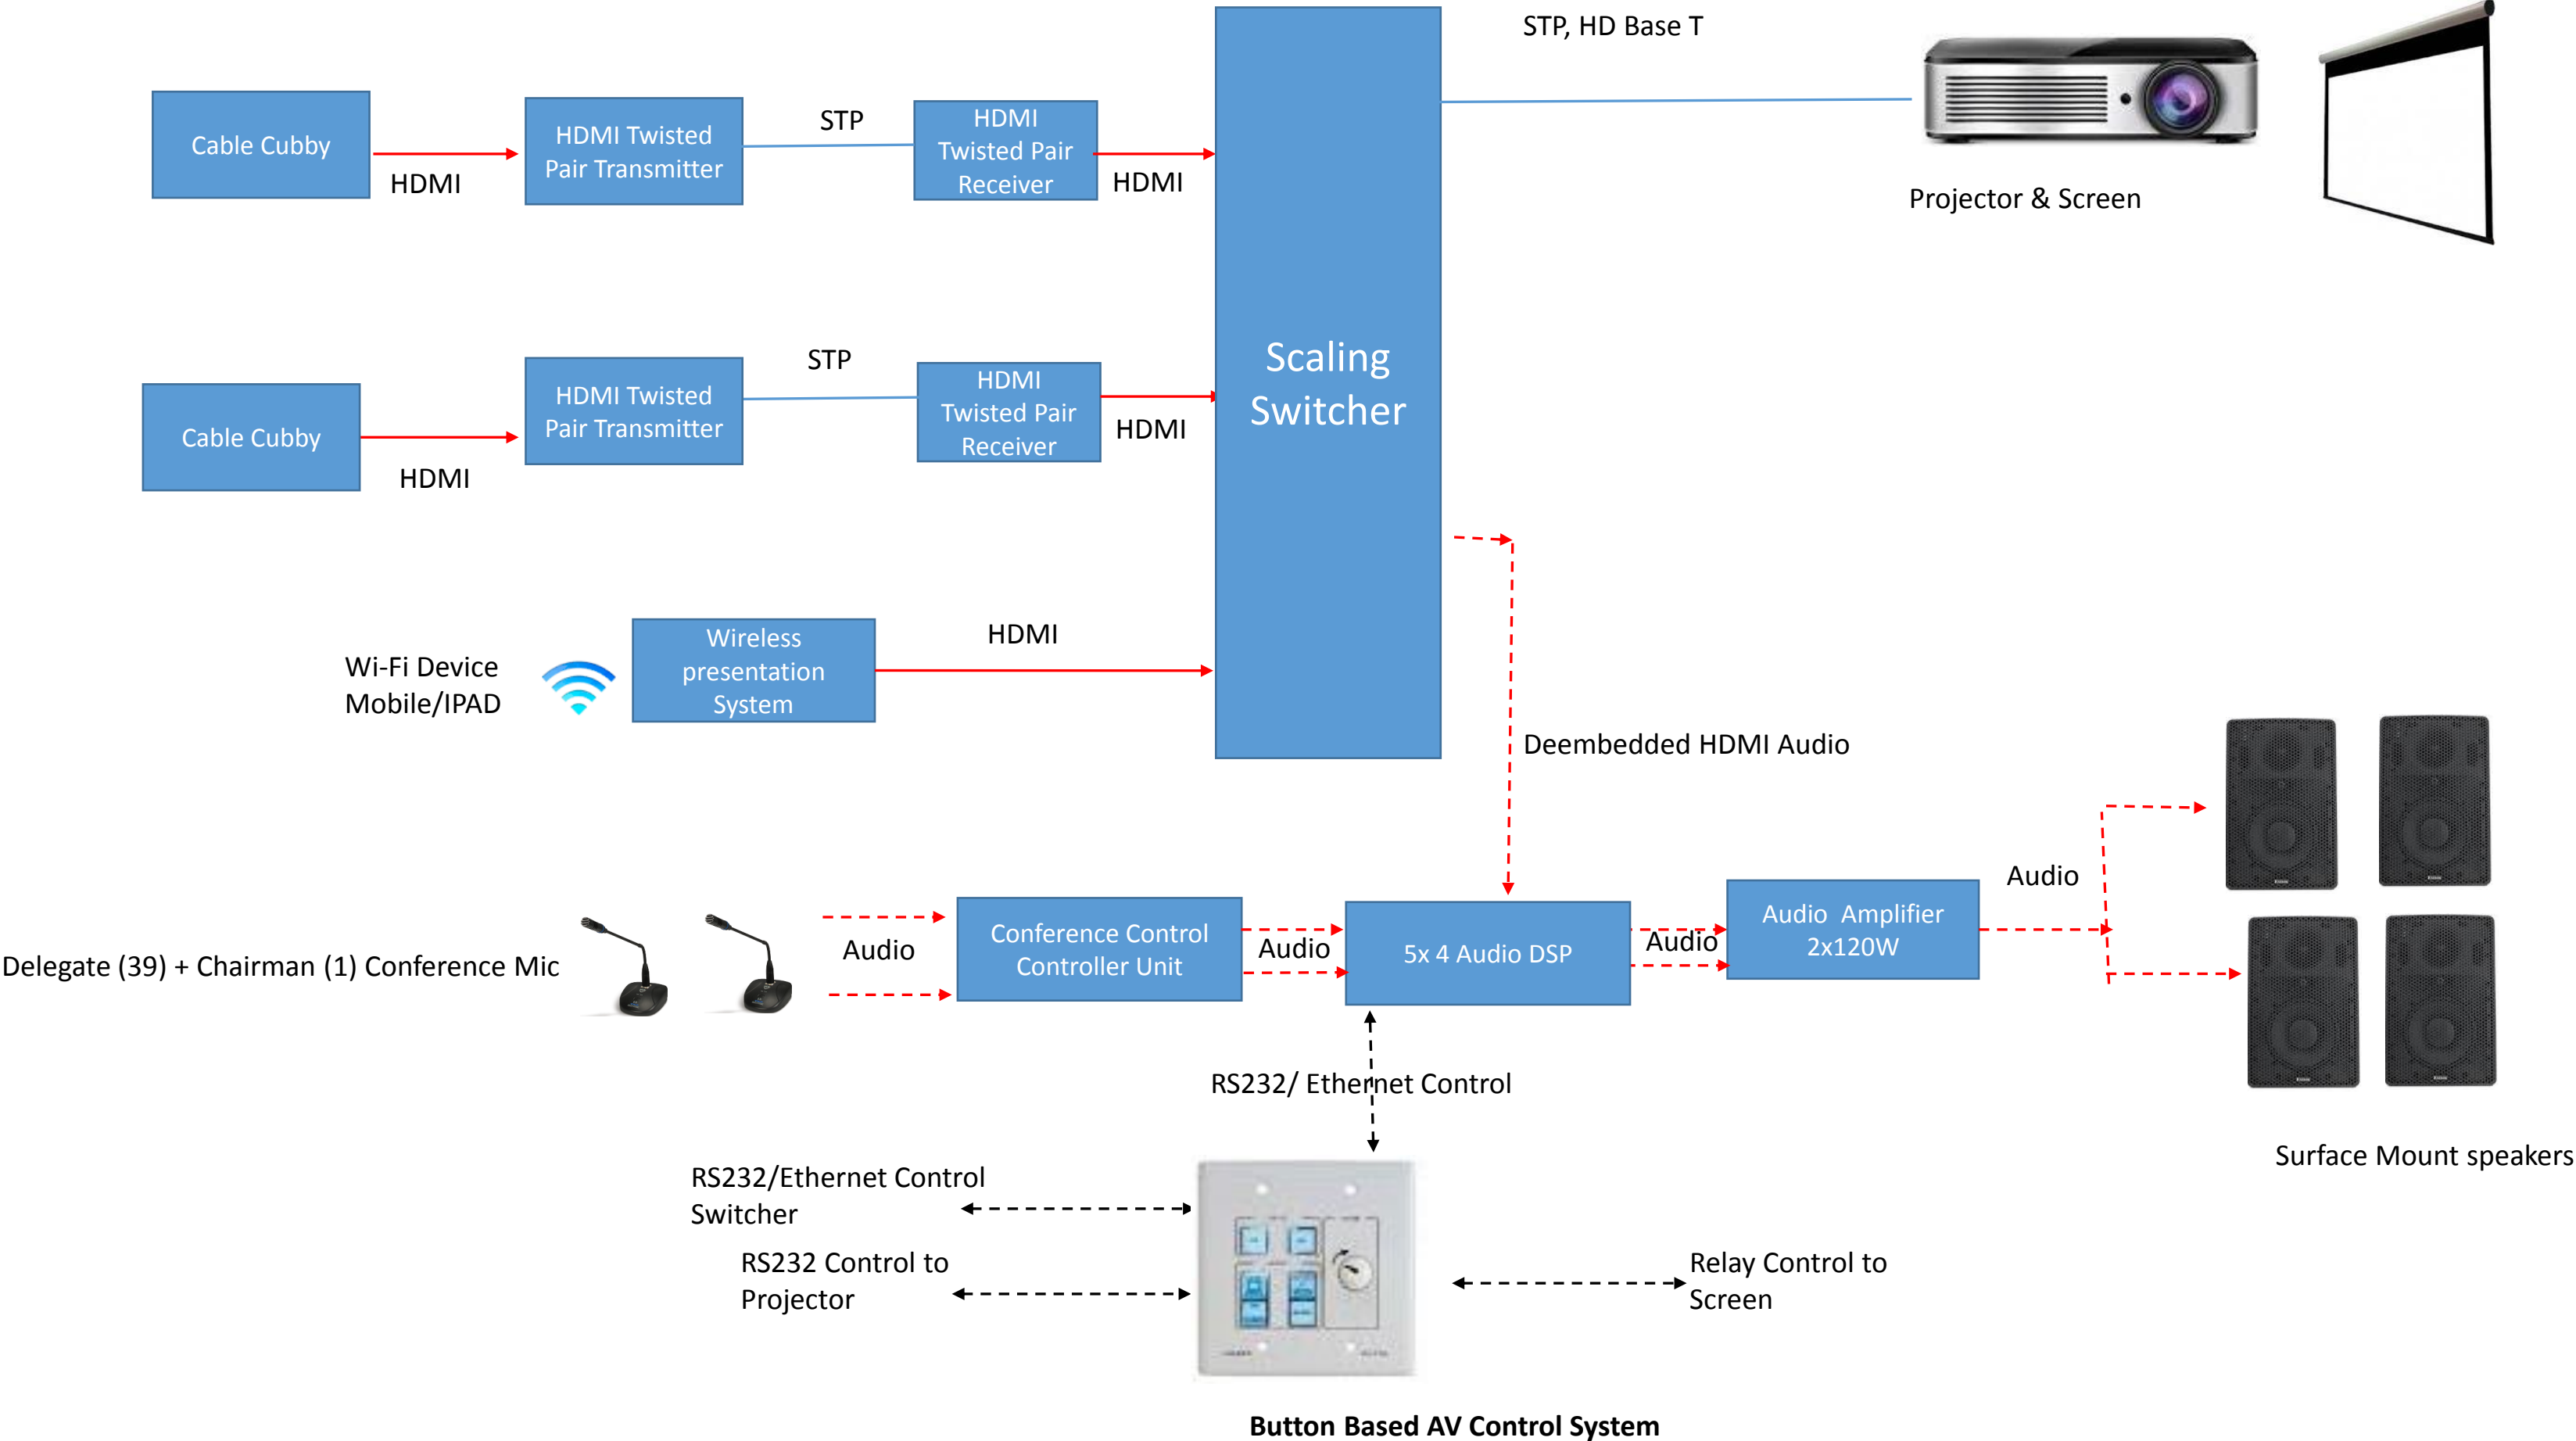 STP, HD Base T
Cable Cubby
HDMI
HDMI Twisted
Pair Transmitter
STP
HDMI
Twisted Pair
Receiver
HDMI
Projector & Screen
Cable Cubby
HDMI
HDMI Twisted
Pair Transmitter
STP
HDMI
Twisted Pair
Receiver
HDMI
Scaling
Switcher
Wi-Fi Device
Mobile/IPAD
Wireless
presentation
System
HDMI
Deembedded HDMI Audio
Delegate (39) + Chairman (1) Conference Mic
Audio
Conference Control
Controller Unit
Audio
5x 4 Audio DSP
Audio
Audio  Amplifier
2x120W
Audio
Surface Mount speakers
RS232/ Ethernet Control
RS232/Ethernet Control
Switcher
RS232 Control to
Projector
Relay Control to
Screen
Button Based AV Control System